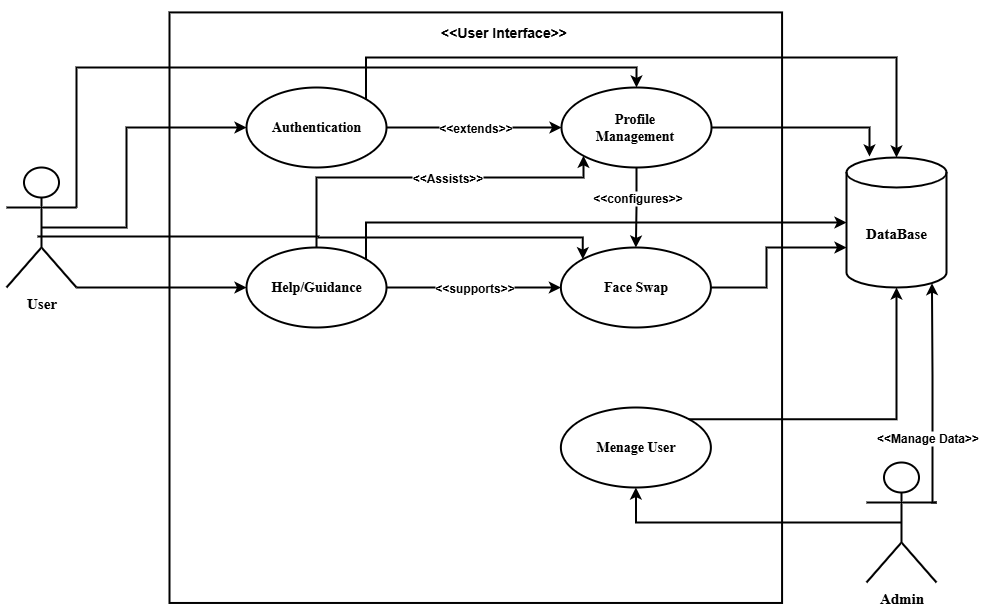 <<User Interface>>
Authentication
<<extends>>
Profile
Management
<<Assists>>
<<configures>>
DataBase
User
Help/Guidance
<<supports>>
Face Swap
Menage User
<<Manage Data>>
Admin